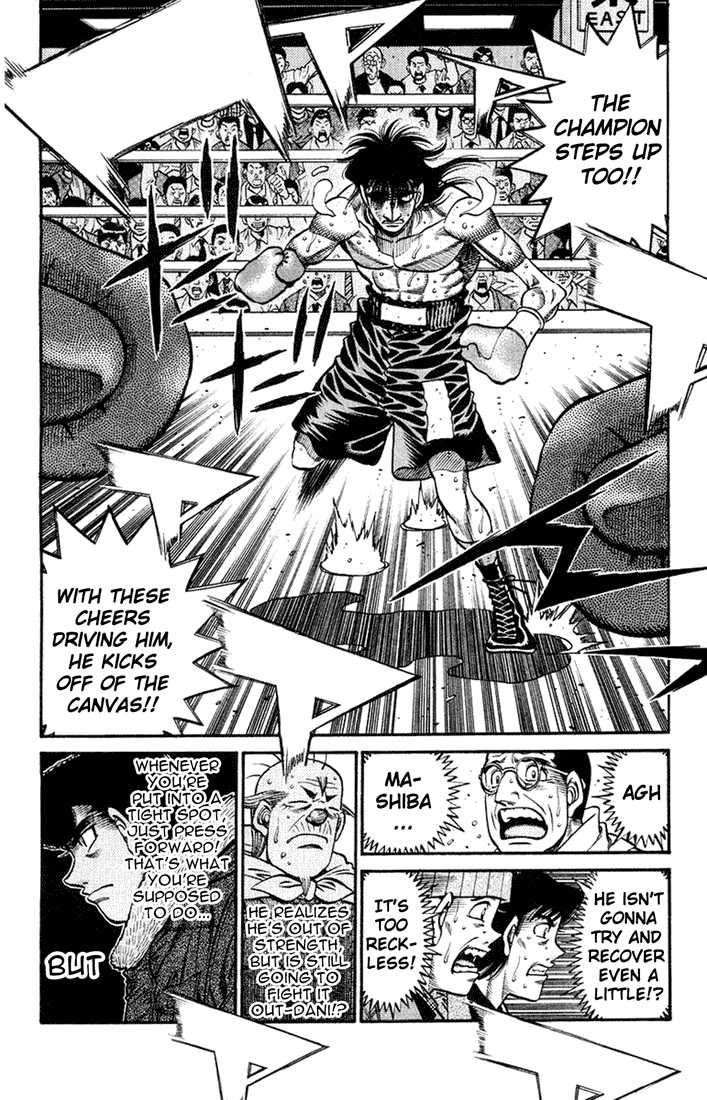 EAST
THE
CHAMPION
STEPS UP
TOO!!
WITH THESE
CHEERS
DRIVING HIM,
HE KICKS
OFF OF THE
CANVAS!!
AGH
MA-
SHIBA
...
HE ISN'T
GONNA
TRY AND
RECOVER
EVEN A
LITTLE!?
IT'S
TOO
RECK-
LESS!
HE REALIZES
HE'S OUT OF
STRENGTH,
BUT IS STILL
GOING TO
FIGHT IT
OUT-DANI!?
WHENEVER
YOU'RE
PUT INTO A
TIGHT SPOT,
JUST PRESS
FORWARD!
THAT'S WHAT
YOU'RE
SUPPOSED
TO DO...
BUT